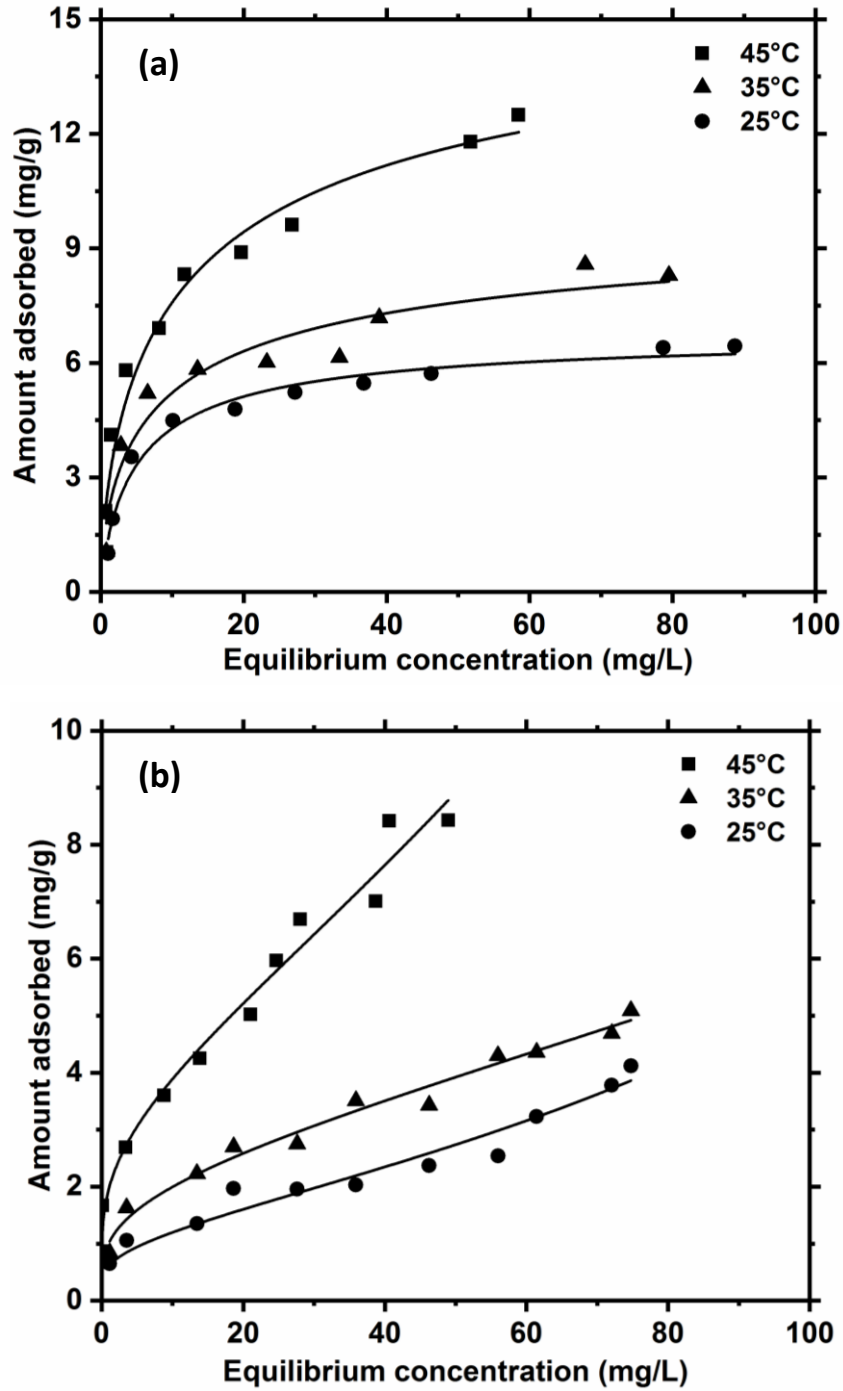 (a)
45°C
35°C
25°C
15
12
9
6
3
0
0 20 40 60 80 100
Amount adsorbed (mg/g)
Equilibrium concentration (mg/L)
(b)
45°C
35°C
25°C
10
8
6
4
2
0
0 20 40 60 80 100
Amount adsorbed (mg/g)
Equilibrium concentration (mg/L)